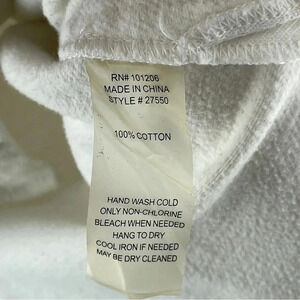 RN# 101206
MADE IN CHINA
STYLE # 27550
100% COTTON
HAND WASH COLD
ONLY NON-CHLORINE
BLEACH WHEN NEEDED
HANG TO DRY
COOL IRON IF NEEDED
MAY BE DRY CLEANED